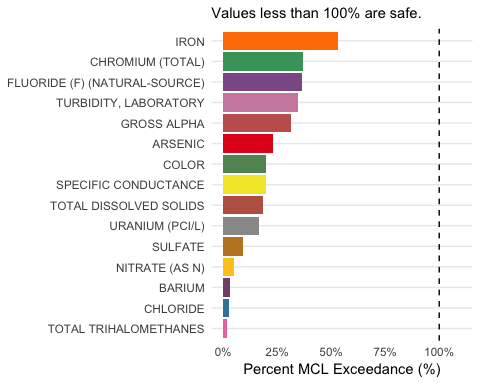 Values less than 100% are safe.
IRON
CHROMIUM (TOTAL)
FLUORIDE (F) (NATURAL-SOURCE)
TURBIDITY, LABORATORY
GROSS ALPHA
ARSENIC
COLOR
SPECIFIC CONDUCTANCE
TOTAL DISSOLVED SOLIDS
URANIUM (PCI/L)
SULFATE
NITRATE (AS N)
BARIUM
CHLORIDE
TOTAL TRIHALOMETHANES
0% 25% 50% 75% 100%
Percent MCL Exceedance (%)